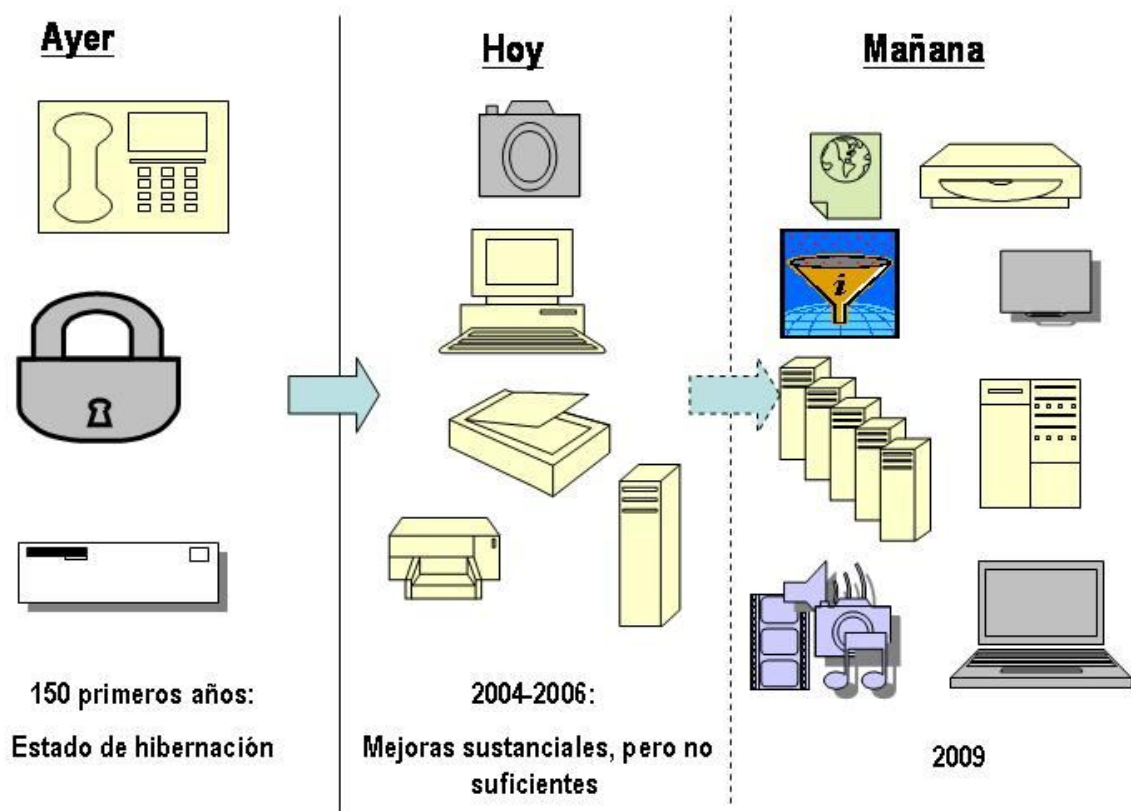 Ayer
150 primeros años:
Estado de hibernación
Hoy
2004-2006:
Mejoras sustanciales, pero no
suficientes
Mañana
i
2009